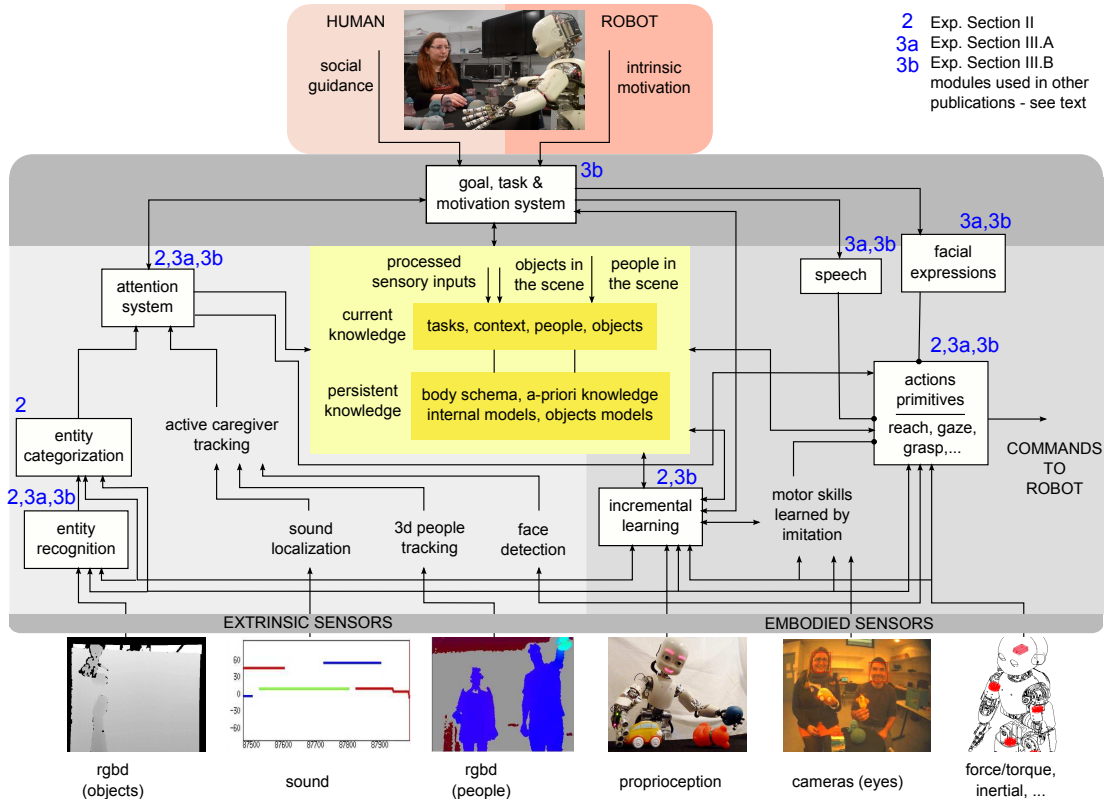 HUMAN
ROBOT
social
guidance
intrinsic
motivation
2 Exp. Section II
3a Exp. Section III.A
3b Exp. Section III.B
modules used in other
publications - see text
goal, task &
motivation system
3b
2,3a,3b
attention
system
processed
sensory inputs
objects in
the scene
people in
the scene
current
knowledge
tasks, context, people, objects
persistent
knowledge
body schema, a-priori knowledge
internal models, objects models
3a,3b
speech
3a,3b
facial
expressions
2,3a,3b
actions
primitives
reach, gaze,
grasp,...
COMMANDS
TO
ROBOT
2
entity
categorization
active caregiver
tracking
2,3a,3b
entity
recognition
sound
localization
3d people
tracking
face
detection
2,3b
incremental
learning
motor skills
learned by
imitation
EXTRINSIC SENSORS
EMBODIED SENSORS
60
30
0
-30
-60
87500
87600
87700
87900
rgbd
(objects)
sound
rgbd
(people)
proprioception
cameras (eyes)
force/torque,
inertial, ...